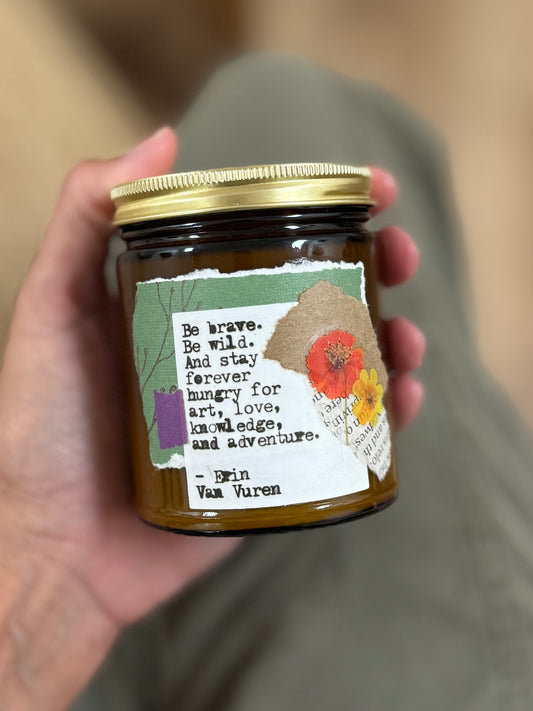 Be brave.
Be wild.
And stay
forever
hungry for
art, love,
knowledge,
and adventure.
- Erin
Van Vuren